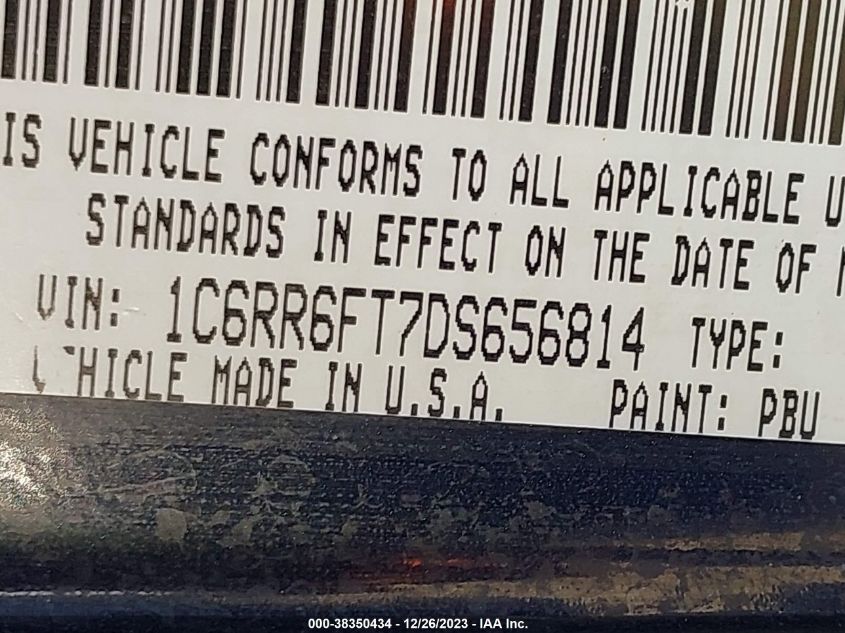 IS VEHICLE CONFORMS TO ALL APPLICABLE U
STANDARDS IN EFFECT ON THE DATE OF M
VIN: 1C6RR6FT7DS656814 TYPE:
VEHICLE MADE IN U.S.A. PAINT: PBU
000-38350434 - 12/26/2023 - IAA Inc.